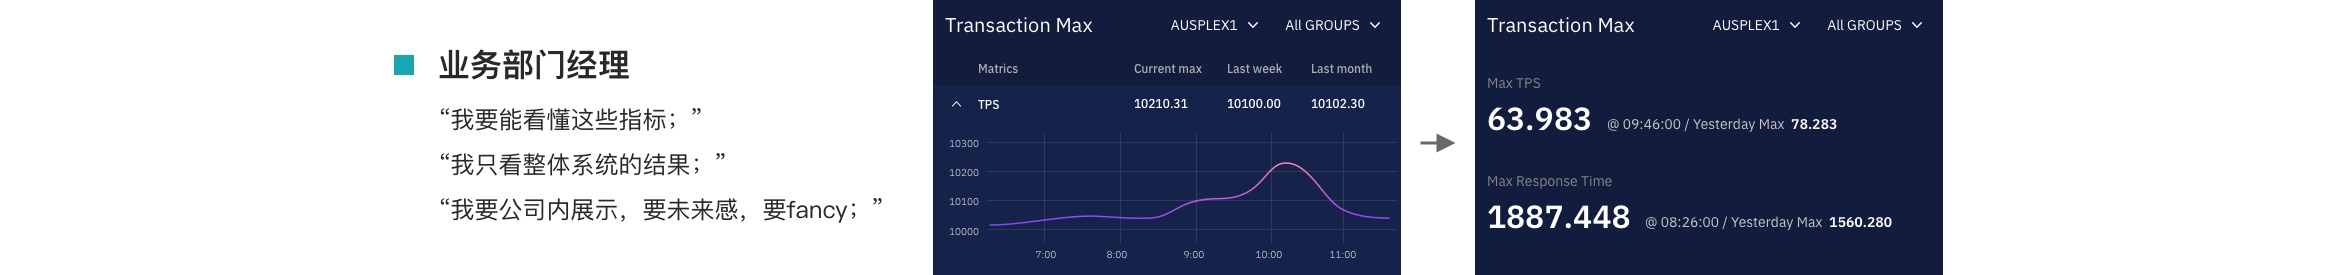 业务部门经理
“我要能看懂这些指标；”
“我只看整体系统的结果；”
“我要公司内展示，要未来感，要fancy；”
Transaction Max AUSPLEX1 All GROUPS
Matrics Current max Last week Last month
TPS 10210.31 10100.00 10102.30
10300
10200
10100
10000
7:00 8:00 9:00 10:00 11:00
Transaction Max AUSPLEX1 All GROUPS
Max TPS
63.983 @ 09:46:00 / Yesterday Max 78.283
Max Response Time
1887.448 @ 08:26:00 / Yesterday Max 1560.280